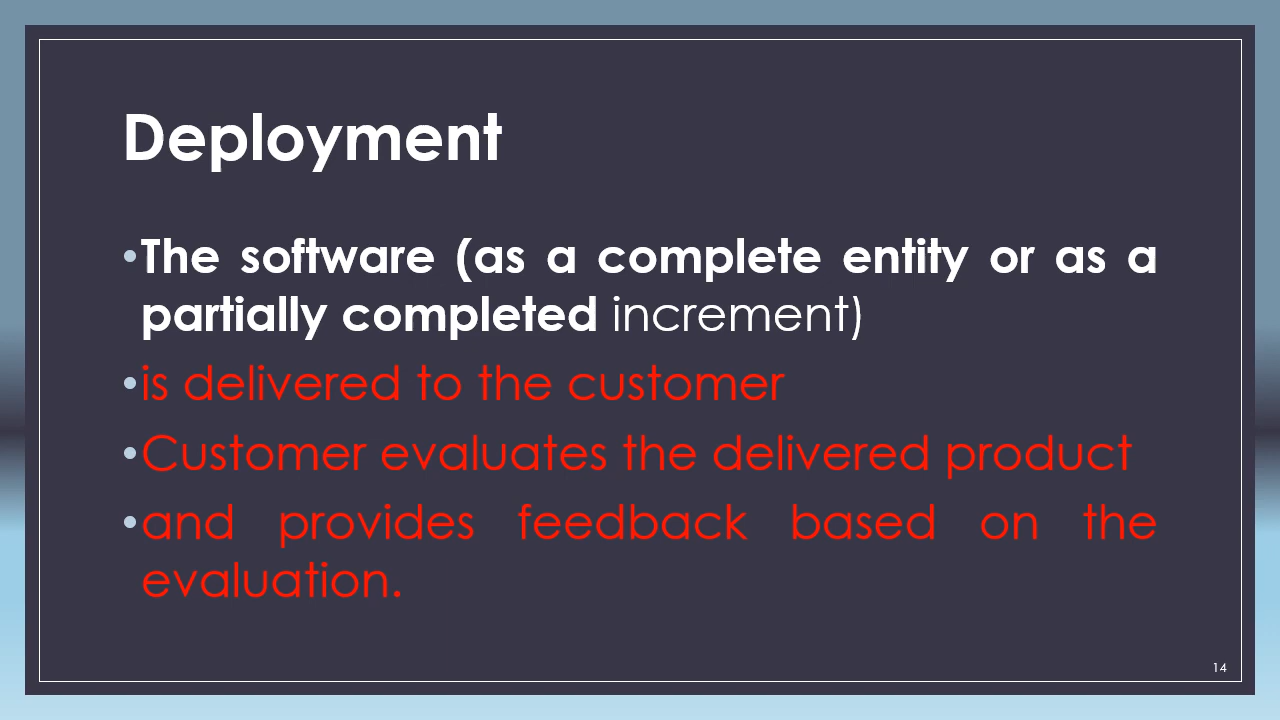 Deployment
•The software (as a complete entity or as a
partially completed increment)
•is delivered to the customer
•Customer evaluates the delivered product
•and provides feedback based on the
evaluation.
14